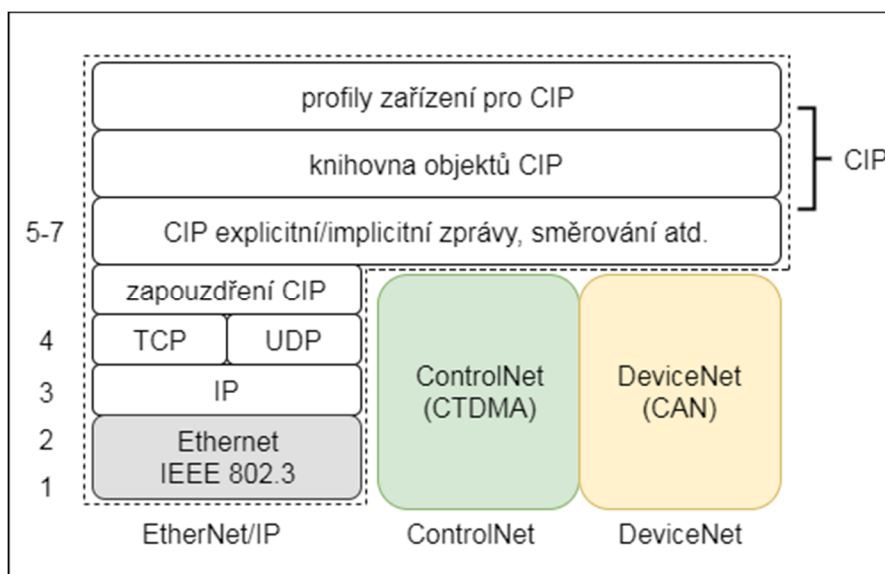 profily zařízení pro CIP
knihovna objektů CIP
CIP
5-7
CIP explicitní/implicitní zprávy, směrování atd.
zapouzdření CIP
4
TCP
UDP
3
IP
2
Ethernet
IEEE 802.3
1
ControlNet
(CTDMA)
DeviceNet
(CAN)
EtherNet/IP
ControlNet
DeviceNet